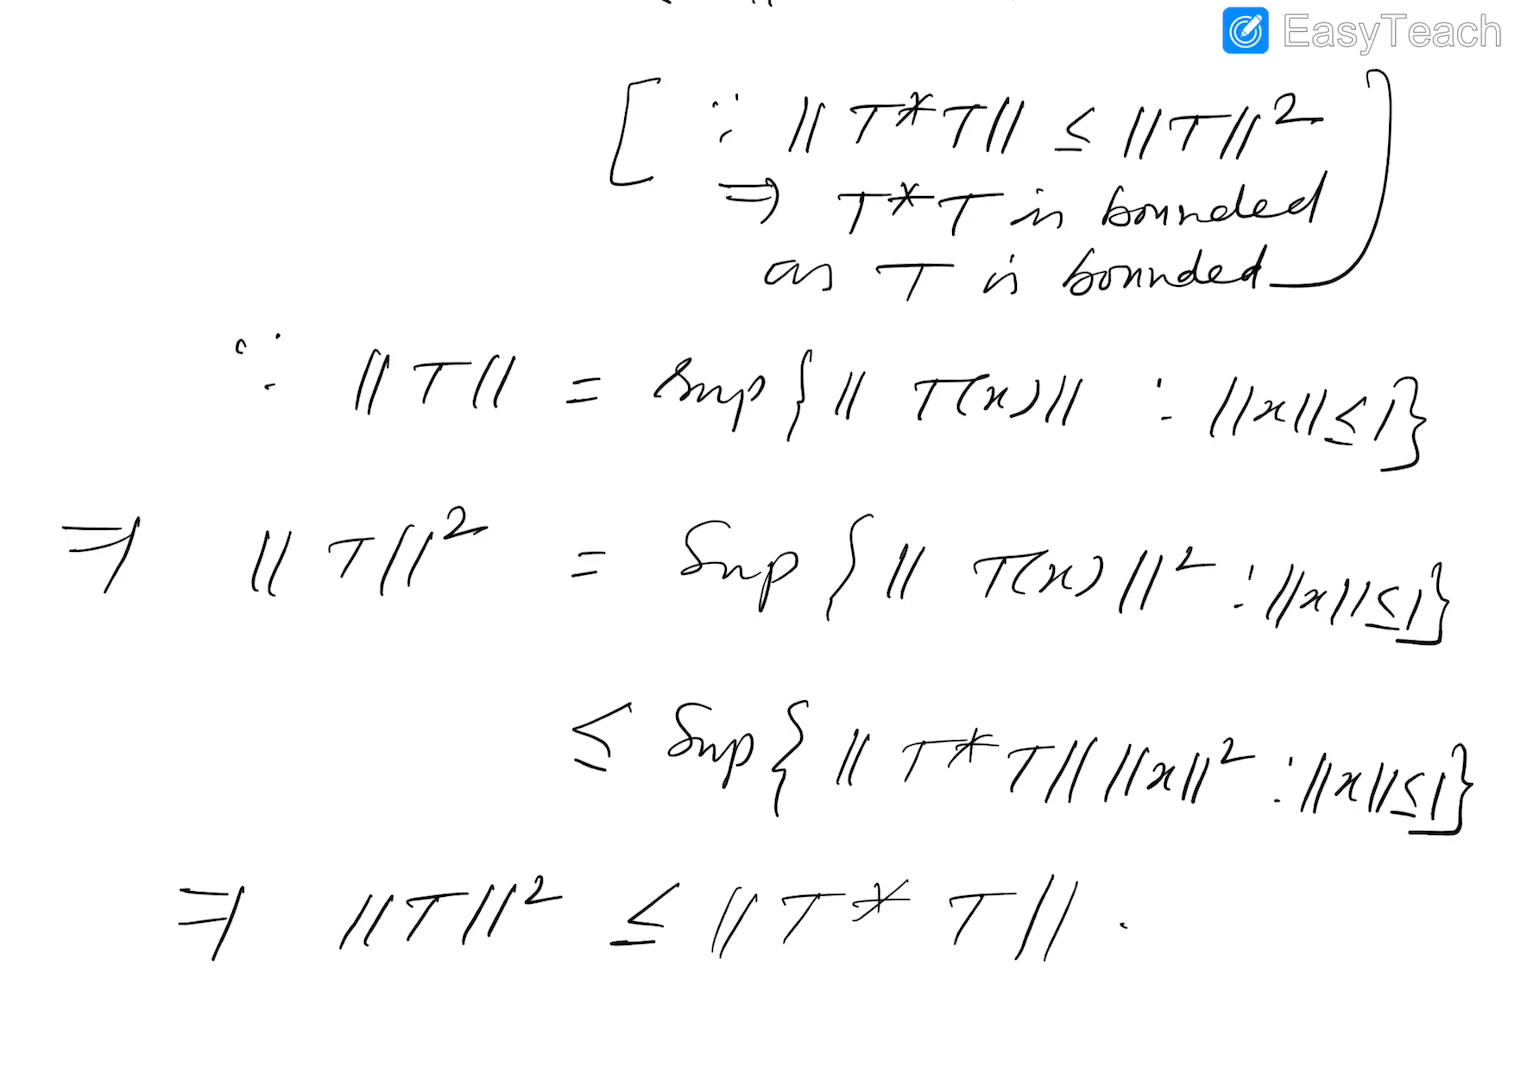 EasyTeach
[ ∵ || T*T || ≤ || T ||²
⇒ T*T is bounded
as T is bounded ]
∵ || T || = Sup { || T(x) || : ||x|| ≤ 1 }
⇒ || T ||² = Sup { || T(x) ||² : ||x|| ≤ 1 }
≤ Sup { || T*T || ||x||² : ||x|| ≤ 1 }
⇒ || T ||² ≤ || T* T || .